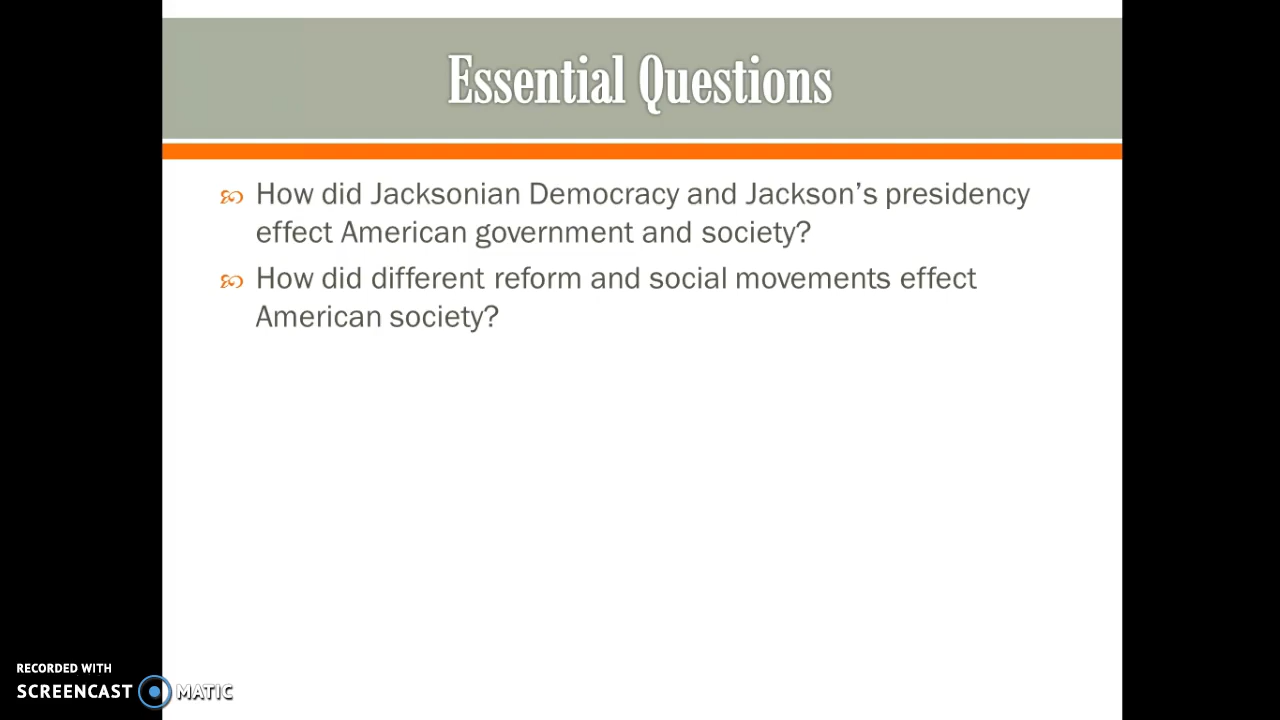 Essential Questions
How did Jacksonian Democracy and Jackson’s presidency
effect American government and society?
How did different reform and social movements effect
American society?
RECORDED WITH
SCREENCAST MATIC